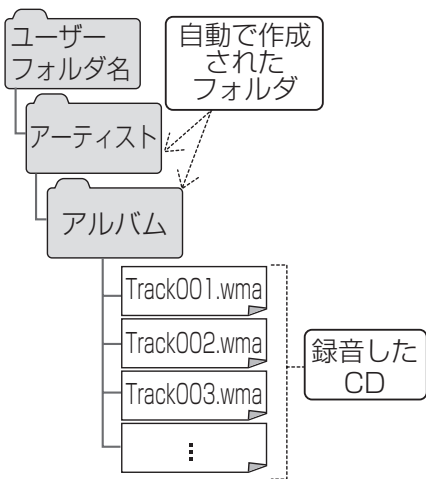 ユーザー
フォルダ名
自動で作成
された
フォルダ
アーティスト
アルバム
Track001.wma
Track002.wma
Track003.wma
⋮
録音した
CD